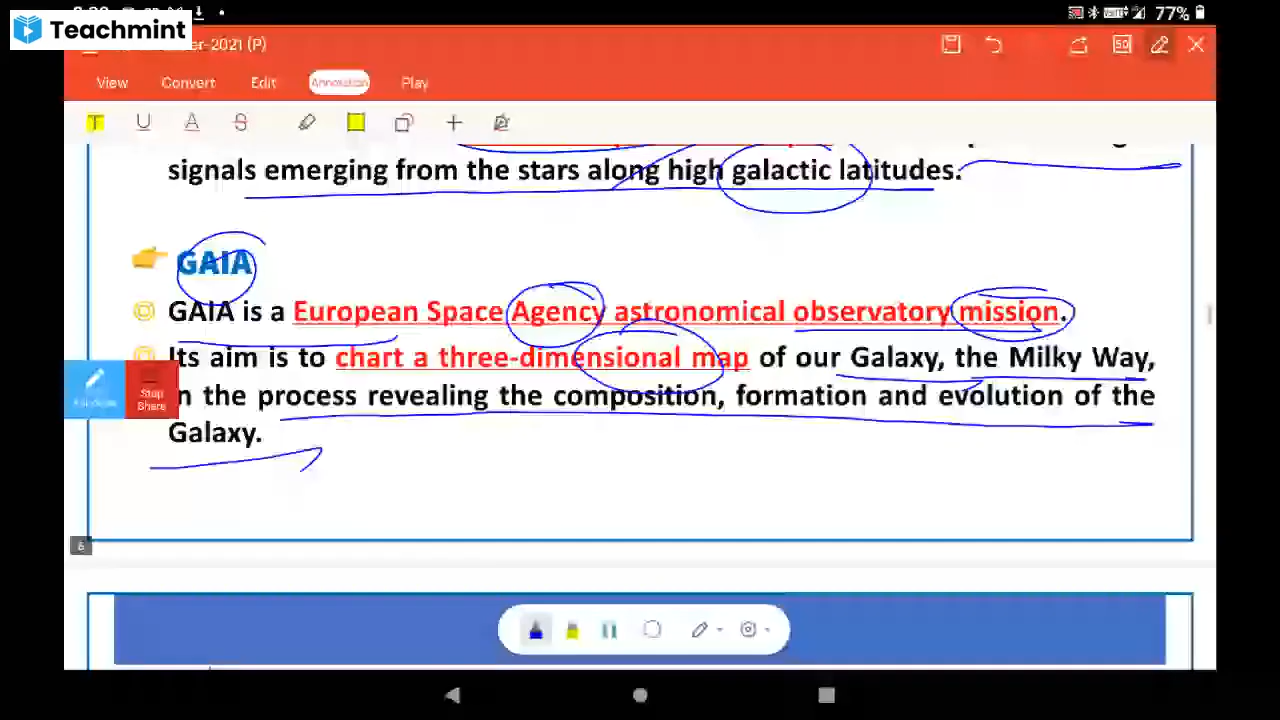 77%
Teachmint
-2021 (P)
View Convert Edit Annotation Play
signals emerging from the stars along high galactic latitudes.
GAIA
GAIA is a European Space Agency astronomical observatory mission.
Its aim is to chart a three-dimensional map of our Galaxy, the Milky Way,
Stop
Share
n the process revealing the composition, formation and evolution of the
Galaxy.
6